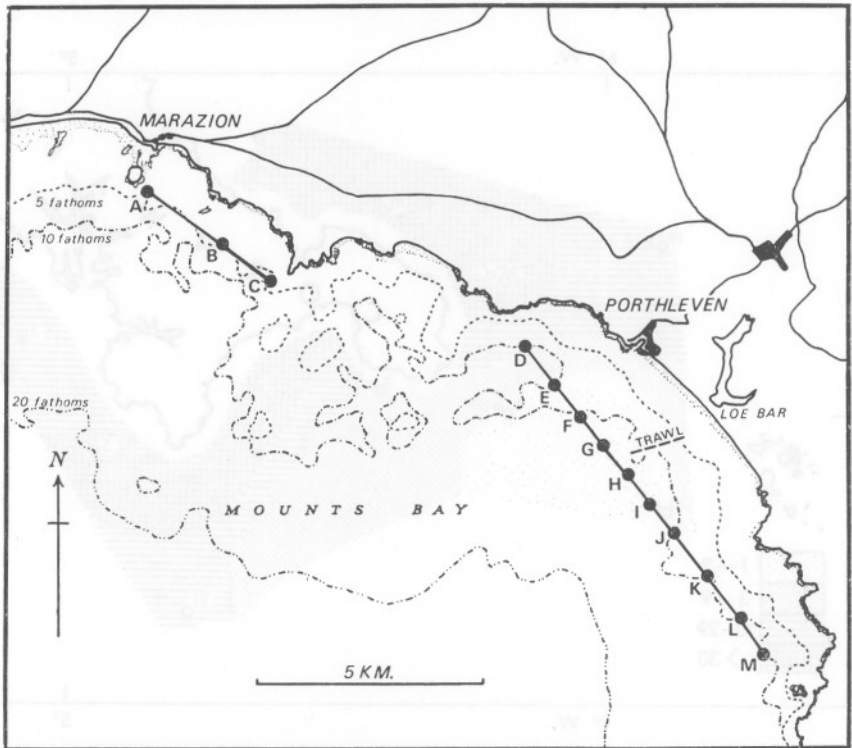 MARAZION
A
5 fathoms
10 fathoms
B
C
PORTHLEVEN
D
E
20 fathoms
LOE BAR
F
TRAWL
G
N
H
MOUNTS BAY
I
J
K
L
5 KM.
M